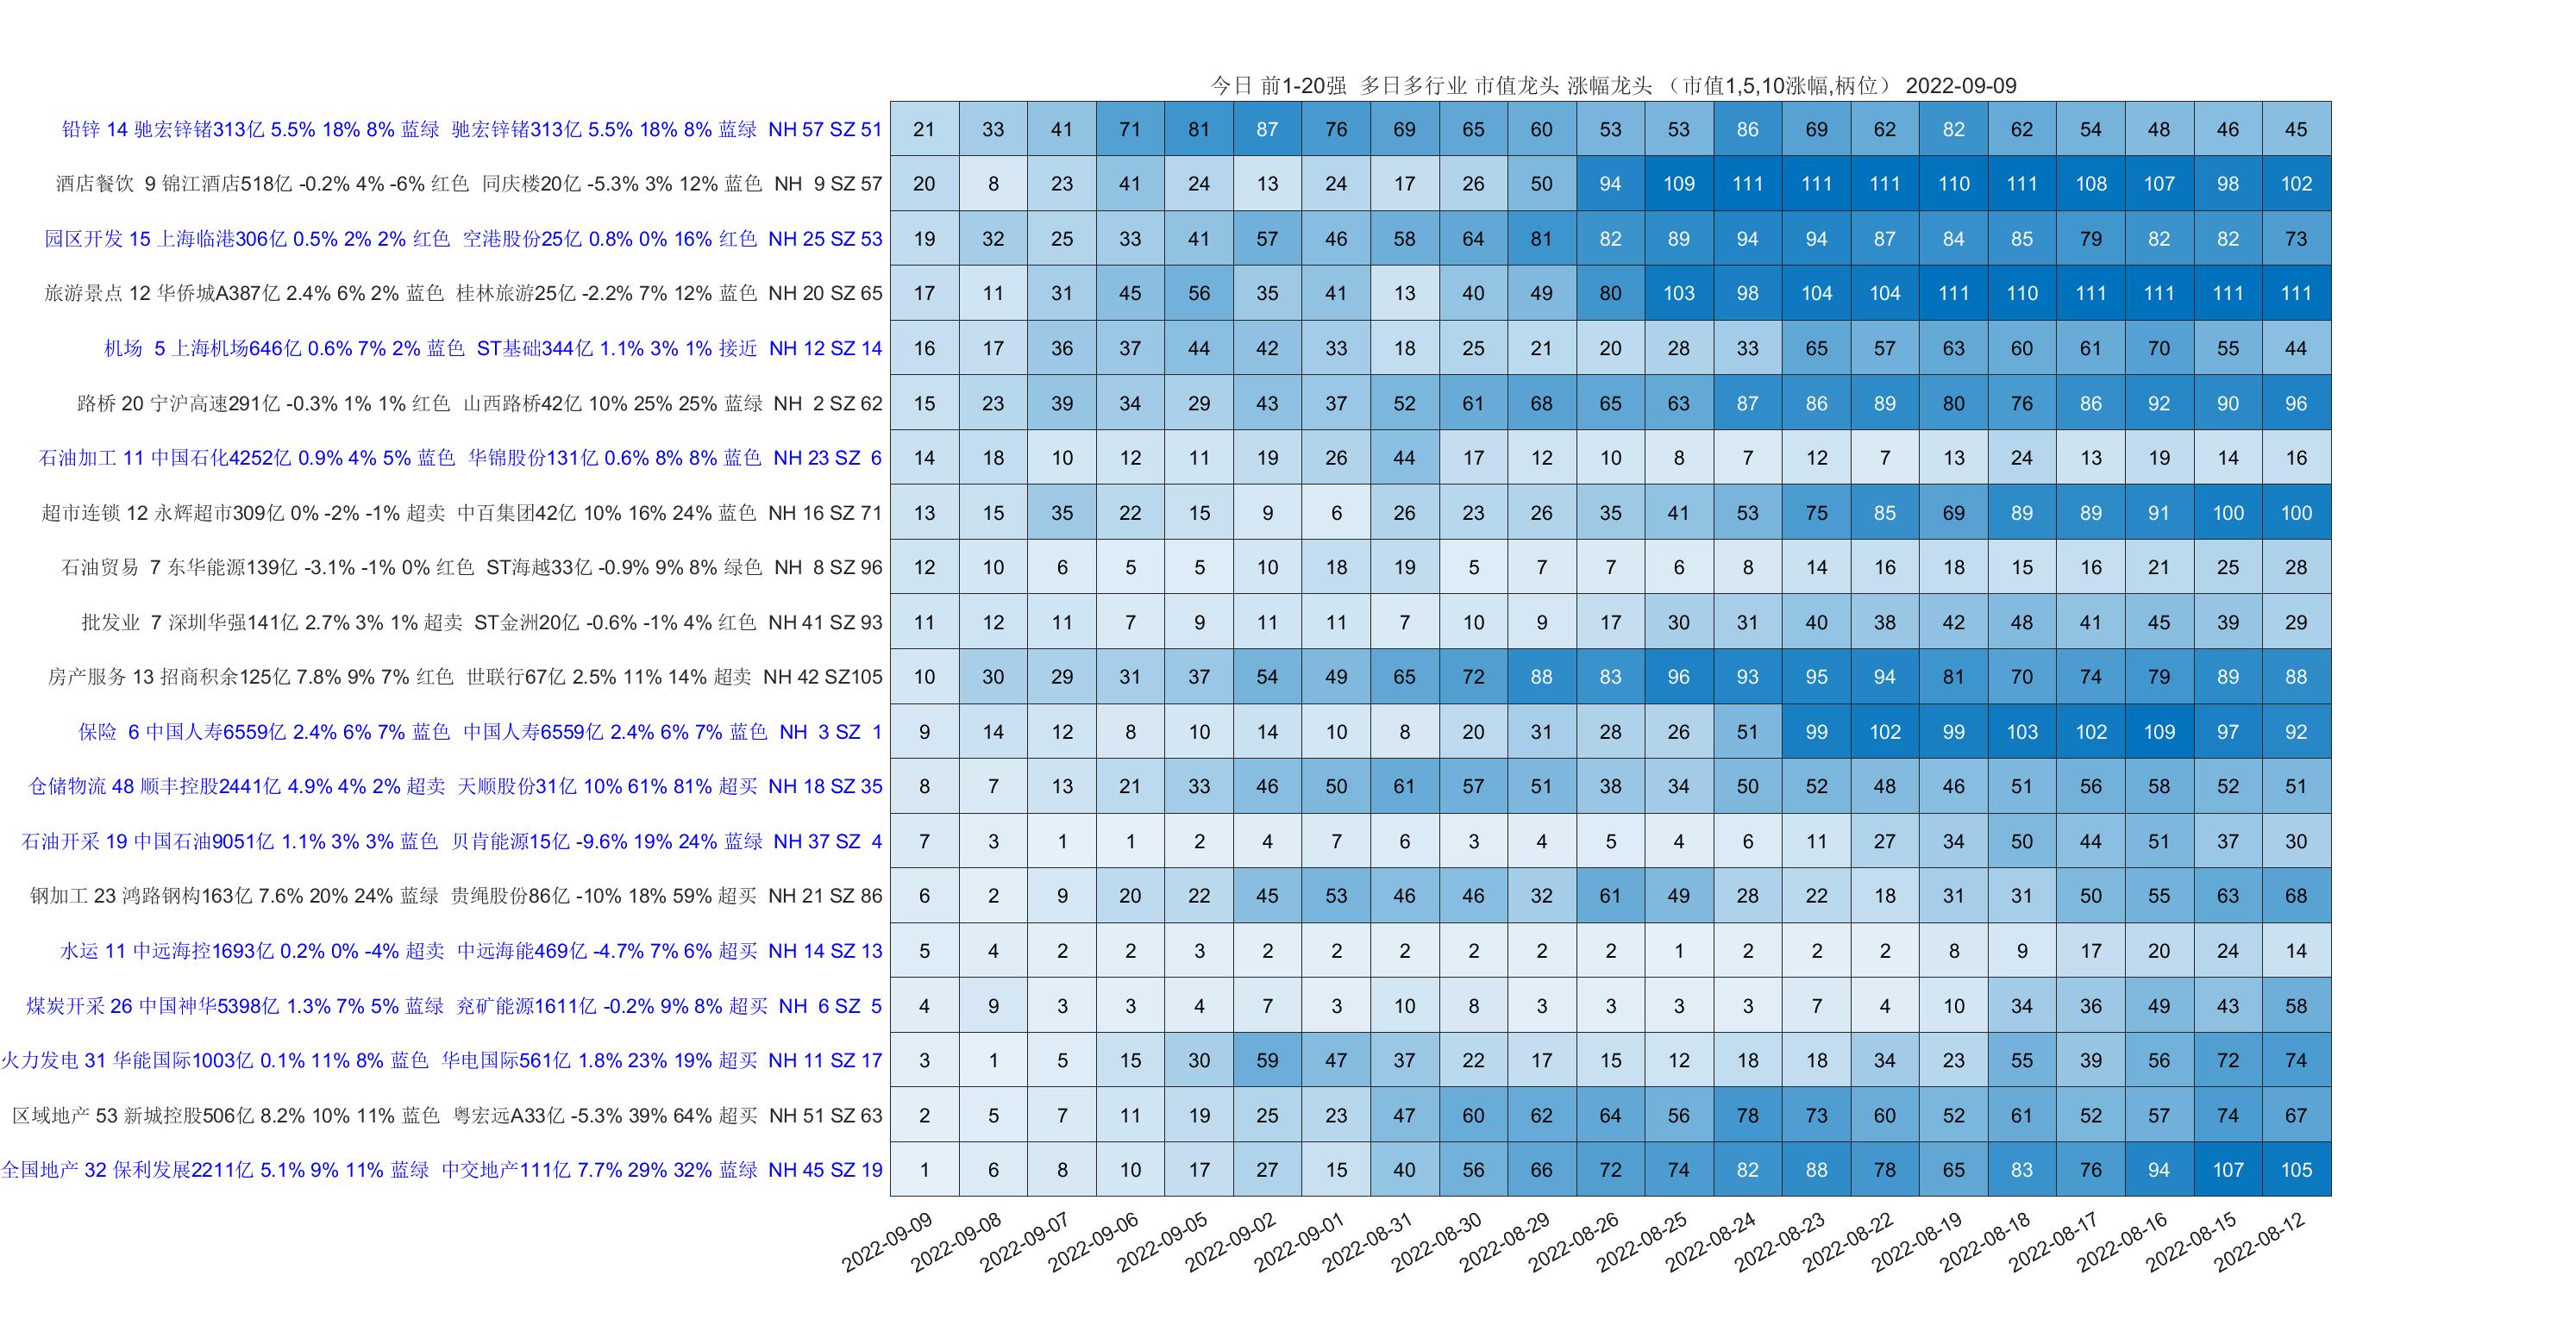 今日 前1-20强 多日多行业 市值龙头 涨幅龙头 （市值1,5,10涨幅,柄位） 2022-09-09
铅锌 14 驰宏锌锗313亿 5.5% 18% 8% 蓝绿 驰宏锌锗313亿 5.5% 18% 8% 蓝绿 NH 57 SZ 51 21 33 41 71 81 87 76 69 65 60 53 53 86 69 62 82 62 54 48 46 45
酒店餐饮 9 锦江酒店518亿 -0.2% 4% -6% 红色 同庆楼20亿 -5.3% 3% 12% 蓝色 NH 9 SZ 57 20 8 23 41 24 13 24 17 26 50 94 109 111 111 111 110 111 108 107 98 102
园区开发 15 上海临港306亿 0.5% 2% 2% 红色 空港股份25亿 0.8% 0% 16% 红色 NH 25 SZ 53 19 32 25 33 41 57 46 58 64 81 82 89 94 94 87 84 85 79 82 82 73
旅游景点 12 华侨城A387亿 2.4% 6% 2% 蓝色 桂林旅游25亿 -2.2% 7% 12% 蓝色 NH 20 SZ 65 17 11 31 45 56 35 41 13 40 49 80 103 98 104 104 111 110 111 111 111 111
机场 5 上海机场646亿 0.6% 7% 2% 蓝色 ST基础344亿 1.1% 3% 1% 接近 NH 12 SZ 14 16 17 36 37 44 42 33 18 25 21 20 28 33 65 57 63 60 61 70 55 44
路桥 20 宁沪高速291亿 -0.3% 1% 1% 红色 山西路桥42亿 10% 25% 25% 蓝绿 NH 2 SZ 62 15 23 39 34 29 43 37 52 61 68 65 63 87 86 89 80 76 86 92 90 96
石油加工 11 中国石化4252亿 0.9% 4% 5% 蓝色 华锦股份131亿 0.6% 8% 8% 蓝色 NH 23 SZ 6 14 18 10 12 11 19 26 44 17 12 10 8 7 12 7 13 24 13 19 14 16
超市连锁 12 永辉超市309亿 0% -2% -1% 超卖 中百集团42亿 10% 16% 24% 蓝色 NH 16 SZ 71 13 15 35 22 15 9 6 26 23 26 35 41 53 75 85 69 89 89 91 100 100
石油贸易 7 东华能源139亿 -3.1% -1% 0% 红色 ST海越33亿 -0.9% 9% 8% 绿色 NH 8 SZ 96 12 10 6 5 5 10 18 19 5 7 7 6 8 14 16 18 15 16 21 25 28
批发业 7 深圳华强141亿 2.7% 3% 1% 超卖 ST金洲20亿 -0.6% -1% 4% 红色 NH 41 SZ 93 11 12 11 7 9 11 11 7 10 9 17 30 31 40 38 42 48 41 45 39 29
房产服务 13 招商积余125亿 7.8% 9% 7% 红色 世联行67亿 2.5% 11% 14% 超卖 NH 42 SZ105 10 30 29 31 37 54 49 65 72 88 83 96 93 95 94 81 70 74 79 89 88
保险 6 中国人寿6559亿 2.4% 6% 7% 蓝色 中国人寿6559亿 2.4% 6% 7% 蓝色 NH 3 SZ 1 9 14 12 8 10 14 10 8 20 31 28 26 51 99 102 99 103 102 109 97 92
仓储物流 48 顺丰控股2441亿 4.9% 4% 2% 超卖 天顺股份31亿 10% 61% 81% 超买 NH 18 SZ 35 8 7 13 21 33 46 50 61 57 51 38 34 50 52 48 46 51 56 58 52 51
石油开采 19 中国石油9051亿 1.1% 3% 3% 蓝色 贝肯能源15亿 -9.6% 19% 24% 蓝绿 NH 37 SZ 4 7 3 1 1 2 4 7 6 3 4 5 4 6 11 27 34 50 44 51 37 30
钢加工 23 鸿路钢构163亿 7.6% 20% 24% 蓝绿 贵绳股份86亿 -10% 18% 59% 超买 NH 21 SZ 86 6 2 9 20 22 45 53 46 46 32 61 49 28 22 18 31 31 50 55 63 68
水运 11 中远海控1693亿 0.2% 0% -4% 超卖 中远海能469亿 -4.7% 7% 6% 超买 NH 14 SZ 13 5 4 2 2 3 2 2 2 2 2 2 1 2 2 2 8 9 17 20 24 14
煤炭开采 26 中国神华5398亿 1.3% 7% 5% 蓝绿 兖矿能源1611亿 -0.2% 9% 8% 超买 NH 6 SZ 5 4 9 3 3 4 7 3 10 8 3 3 3 3 7 4 10 34 36 49 43 58
火力发电 31 华能国际1003亿 0.1% 11% 8% 蓝色 华电国际561亿 1.8% 23% 19% 超买 NH 11 SZ 17 3 1 5 15 30 59 47 37 22 17 15 12 18 18 34 23 55 39 56 72 74
区域地产 53 新城控股506亿 8.2% 10% 11% 蓝色 粤宏远A33亿 -5.3% 39% 64% 超买 NH 51 SZ 63 2 5 7 11 19 25 23 47 60 62 64 56 78 73 60 52 61 52 57 74 67
全国地产 32 保利发展2211亿 5.1% 9% 11% 蓝绿 中交地产111亿 7.7% 29% 32% 蓝绿 NH 45 SZ 19 1 6 8 10 17 27 15 40 56 66 72 74 82 88 78 65 83 76 94 107 105
2022-09-09 2022-09-08 2022-09-07 2022-09-06 2022-09-05 2022-09-02 2022-09-01 2022-08-31 2022-08-30 2022-08-29 2022-08-26 2022-08-25 2022-08-24 2022-08-23 2022-08-22 2022-08-19 2022-08-18 2022-08-17 2022-08-16 2022-08-15 2022-08-12